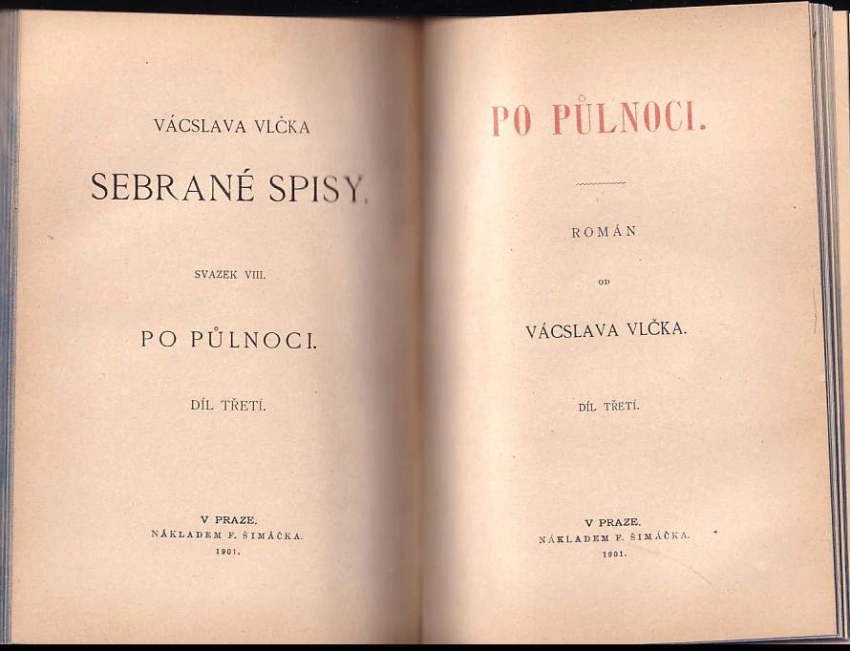 VÁCSLAVA VLČKA
SEBRANÉ SPISY.
SVAZEK VIII.
PO PŮLNOCI.
DÍL TŘETÍ.
V PRAZE.
NÁKLADEM F. ŠIMÁČKA.
1901.
PO PŮLNOCI.
ROMÁN
OD
VÁCSLAVA VLČKA.
DÍL TŘETÍ.
V PRAZE.
NÁKLADEM F. ŠIMÁČKA.
1901.